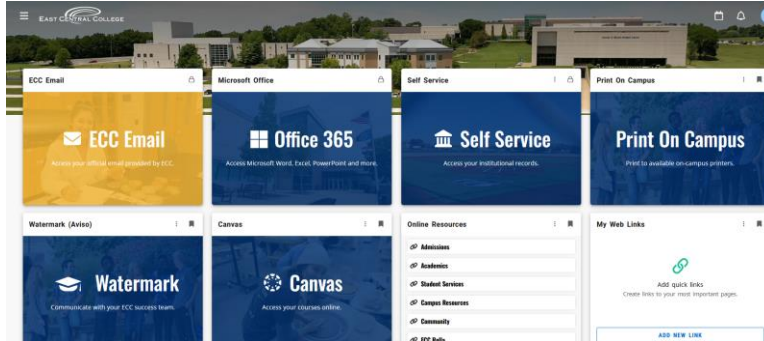 EAST CENTRAL COLLEGE
ECC Email
Microsoft Office
Self Service
Print On Campus
ECC Email
Access your official email provided by ECC.
Office 365
Access Microsoft Word, Excel, PowerPoint and more.
Self Service
Access your institutional records.
Print On Campus
Print to available on-campus printers.
Watermark (Aviso)
Canvas
Online Resources
My Web Links
Watermark
Communicate with your ECC success team.
Canvas
Access your courses online.
Admissions
Academics
Student Services
Campus Resources
Community
Add quick links
Create links to your most important pages.
ADD NEW LINK